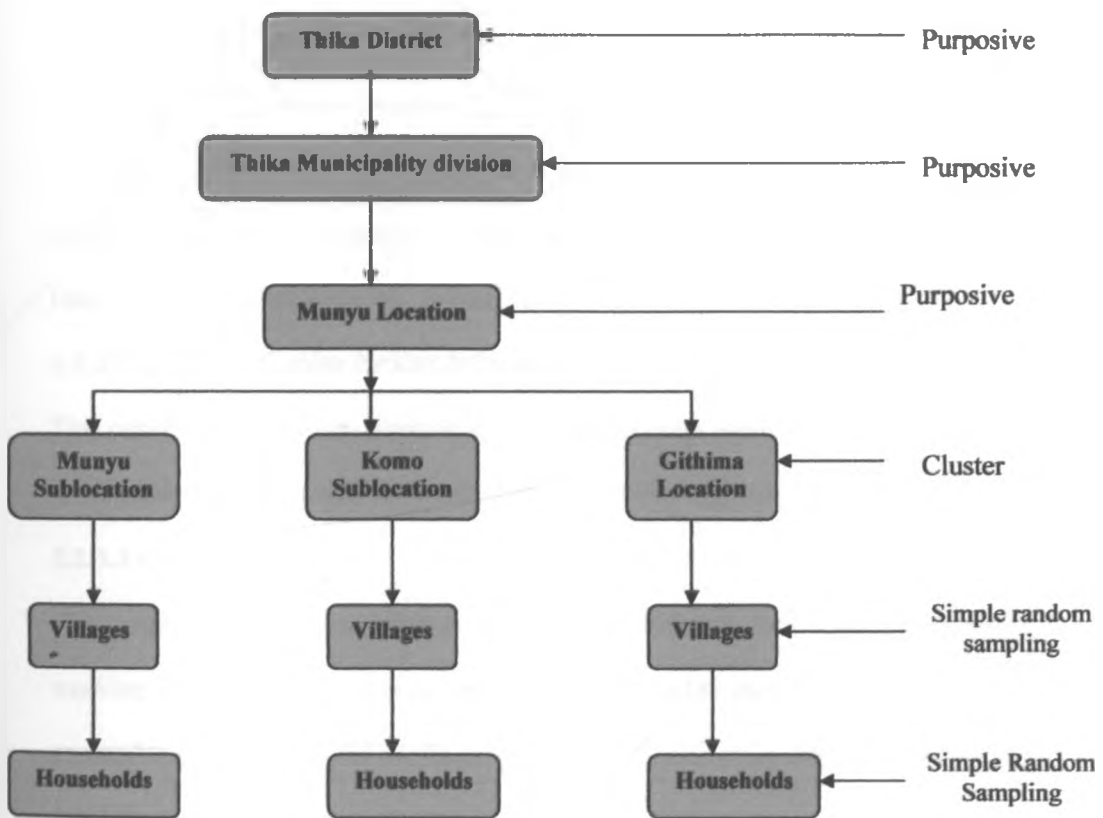 Thika District
Purposive
Thika Municipality division
Purposive
Munyu Location
Purposive
Munyu
Sublocation
Komo
Sublocation
Githima
Location
Cluster
Villages
Villages
Villages
Simple random
sampling
Households
Households
Households
Simple Random
Sampling